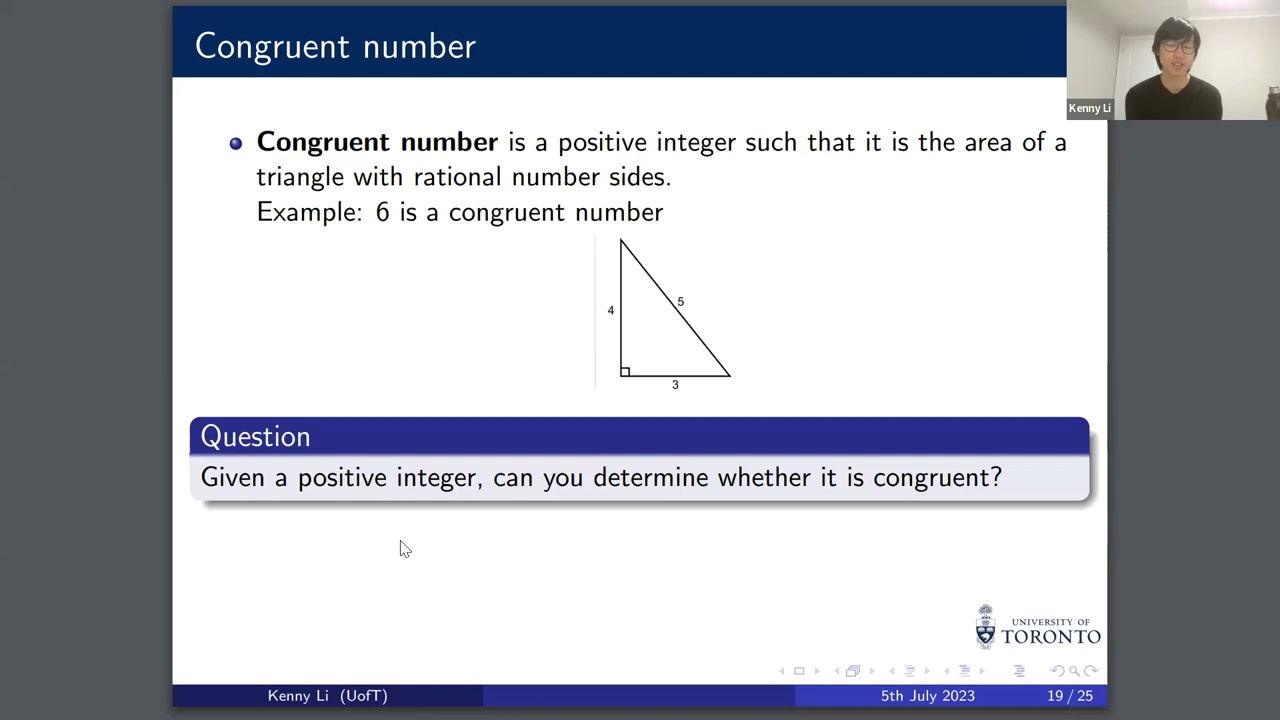 Congruent number
Kenny Li
Congruent number is a positive integer such that it is the area of a
triangle with rational number sides.
Example: 6 is a congruent number
4
5
3
Question
Given a positive integer, can you determine whether it is congruent?
UNIVERSITY OF
TORONTO
Kenny Li (UofT)
5th July 2023
19 / 25